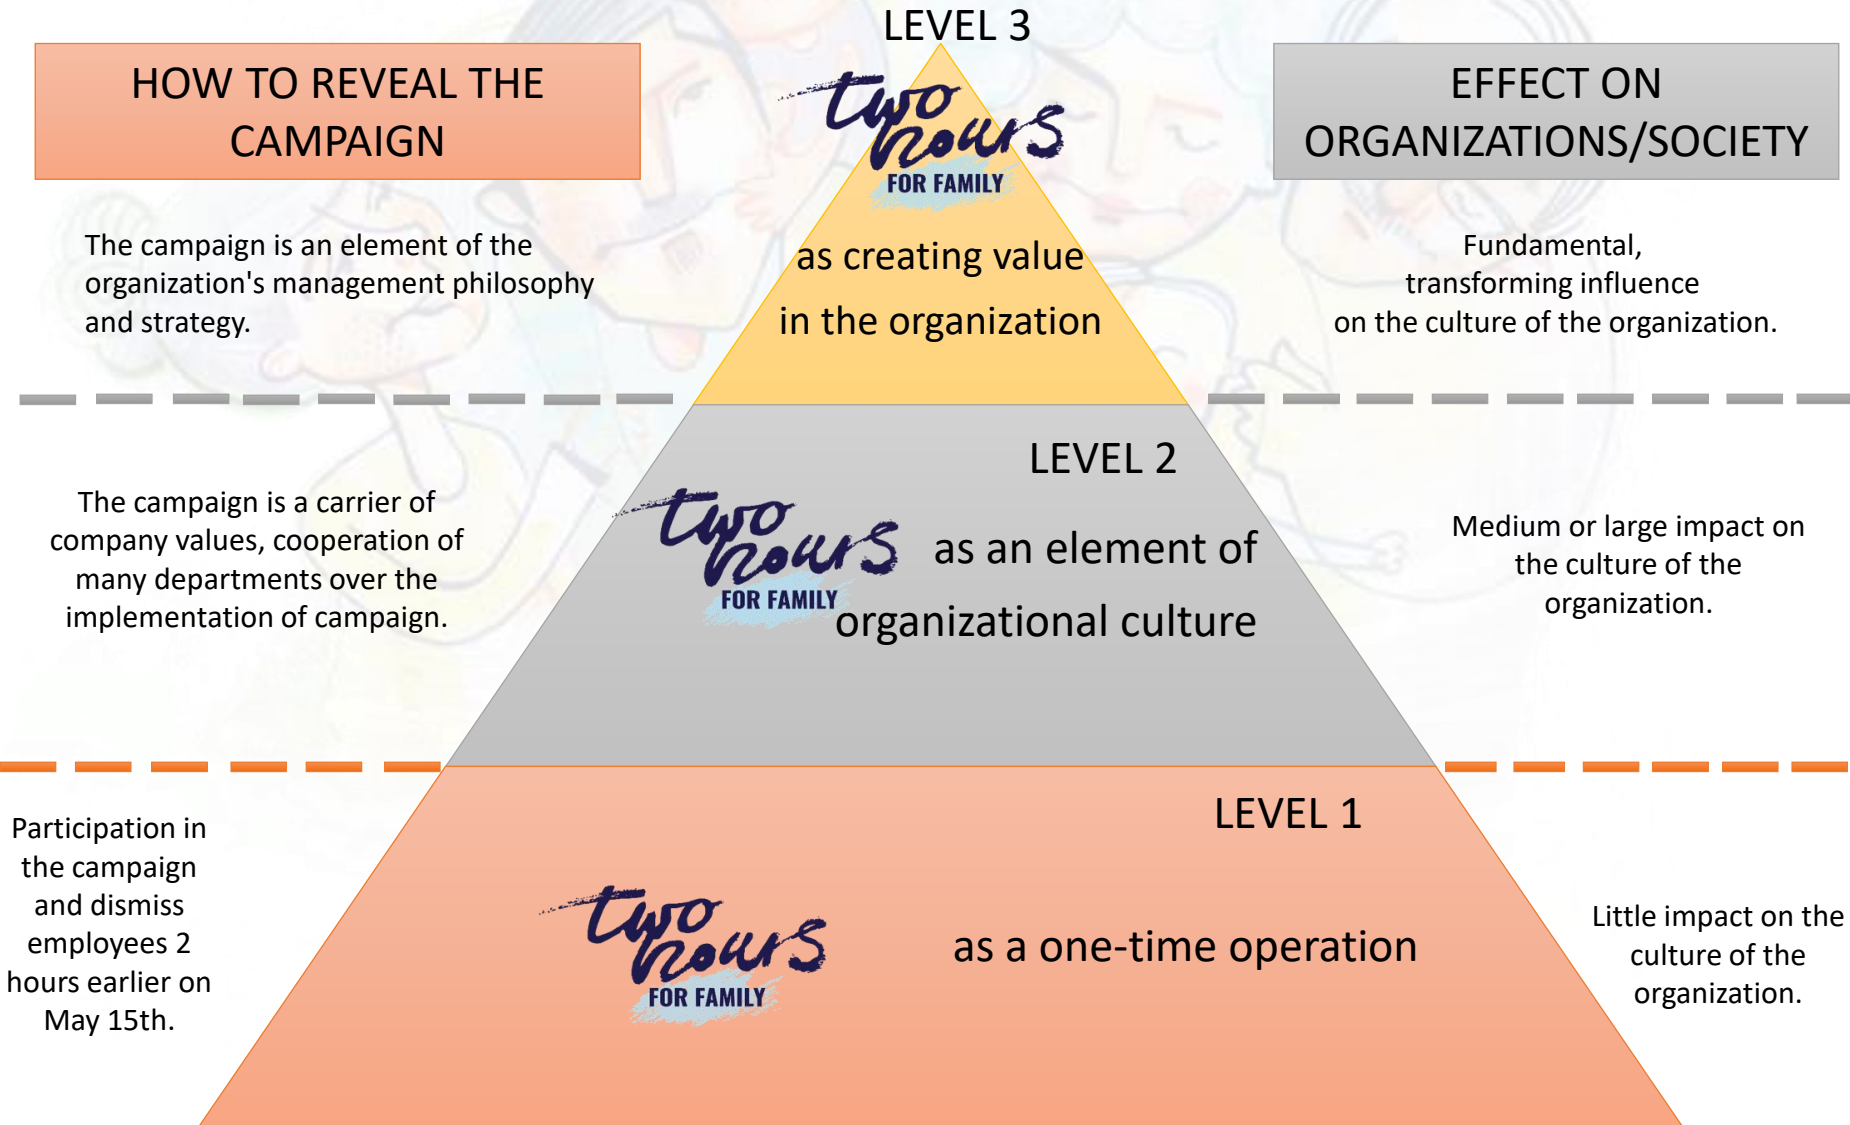 HOW TO REVEAL THE
CAMPAIGN
LEVEL 3
two
hours
FOR FAMILY
as creating value
in the organization
EFFECT ON
ORGANIZATIONS/SOCIETY
The campaign is an element of the
organization's management philosophy
and strategy.
Fundamental,
transforming influence
on the culture of the organization.
The campaign is a carrier of
company values, cooperation of
many departments over the
implementation of campaign.
LEVEL 2
two
hours
FOR FAMILY
as an element of
organizational culture
Medium or large impact on
the culture of the
organization.
Participation in
the campaign
and dismiss
employees 2
hours earlier on
May 15th.
LEVEL 1
two
hours
FOR FAMILY
as a one-time operation
Little impact on the
culture of the
organization.